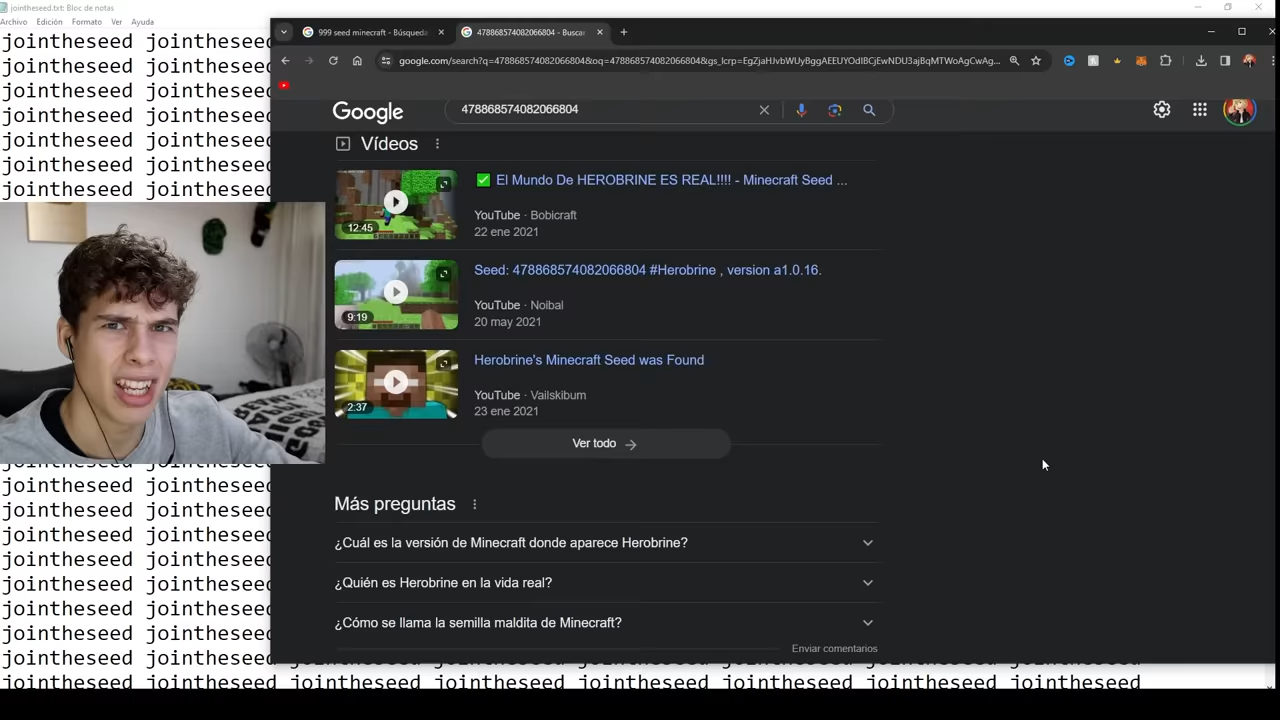 jointheseed.txt: Bloc de notas
Archivo Edición Formato Ver Ayuda
jointheseed jointheseed
jointheseed jointheseed
jointheseed jointheseed
jointheseed jointheseed
jointheseed jointheseed
jointheseed jointheseed
jointheseed jointheseed
999 seed minecraft - Búsqueda
478868574082066804 - Buscar
google.com/search?q=478868574082066804&oq=478868574082066804&gs_lcrp=EgZjaHJvbWUyBggAEEUYOdIBCjEwNDU3ajBqMTWoAgCwAg...
Google
478868574082066804
Vídeos
12:45
✅ El Mundo De HEROBRINE ES REAL!!!! - Minecraft Seed ...
YouTube · Bobicraft
22 ene 2021
9:19
Seed: 478868574082066804 #Herobrine , version a1.0.16.
YouTube · Nolbal
20 may 2021
2:37
Herobrine's Minecraft Seed was Found
YouTube · Vailskibum
23 ene 2021
Ver todo
Más preguntas
¿Cuál es la versión de Minecraft donde aparece Herobrine?
¿Quién es Herobrine en la vida real?
¿Cómo se llama la semilla maldita de Minecraft?
Enviar comentarios
jointheseed jointheseed
jointheseed jointheseed
jointheseed jointheseed
jointheseed jointheseed
jointheseed jointheseed
jointheseed jointheseed
jointheseed jointheseed
jointheseed jointheseed
jointheseed jointheseed jointheseed jointheseed jointheseed jointheseed jointheseed jointheseed